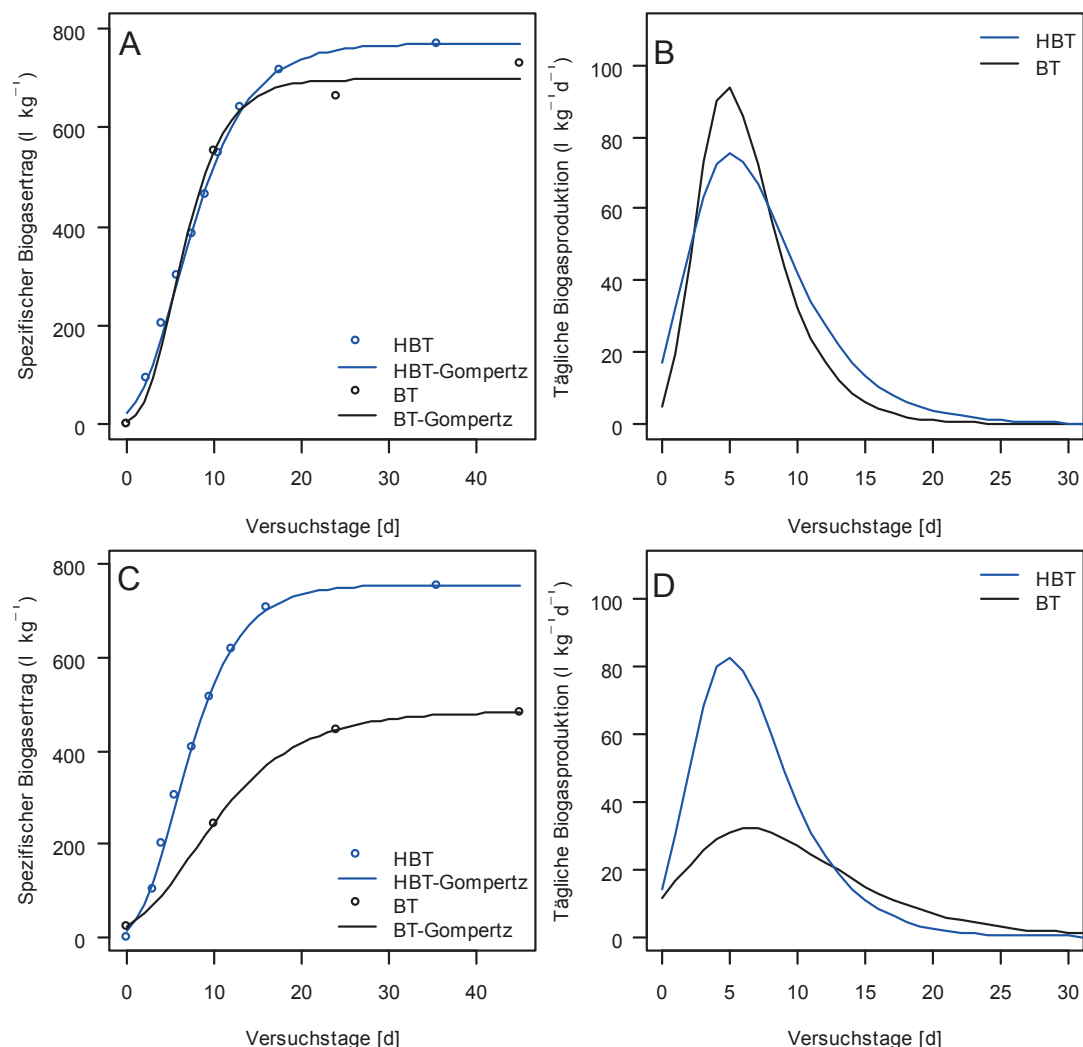 A
Spezifischer Biogasertrag (l kg⁻¹)
800
600
400
200
0
HBT
HBT-Gompertz
BT
BT-Gompertz
0 10 20 30 40
Versuchstage [d]
B
Tägliche Biogasproduktion (l kg⁻¹d⁻¹)
100
80
60
40
20
0
HBT
BT
0 5 10 15 20 25 30
Versuchstage [d]
C
Spezifischer Biogasertrag (l kg⁻¹)
800
600
400
200
0
HBT
HBT-Gompertz
BT
BT-Gompertz
0 10 20 30 40
Versuchstage [d]
D
Tägliche Biogasproduktion (l kg⁻¹d⁻¹)
100
80
60
40
20
0
HBT
BT
0 5 10 15 20 25 30
Versuchstage [d]